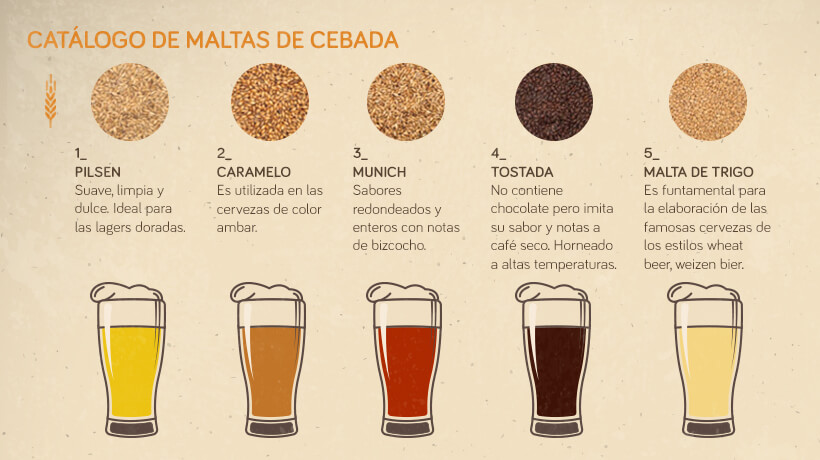 CATÁLOGO DE MALTAS DE CEBADA
1_
PILSEN
Suave, limpia y
dulce. Ideal para
las lagers doradas.
2_
CARAMELO
Es utilizada en las
cervezas de color
ambar.
3_
MUNICH
Sabores
redondeados y
enteros con notas
de bizcocho.
4_
TOSTADA
No contiene
chocolate pero imita
su sabor y notas a
café seco. Horneado
a altas temperaturas.
5_
MALTA DE TRIGO
Es funtamental para
la elaboración de las
famosas cervezas de
los estilos wheat
beer, weizen bier.